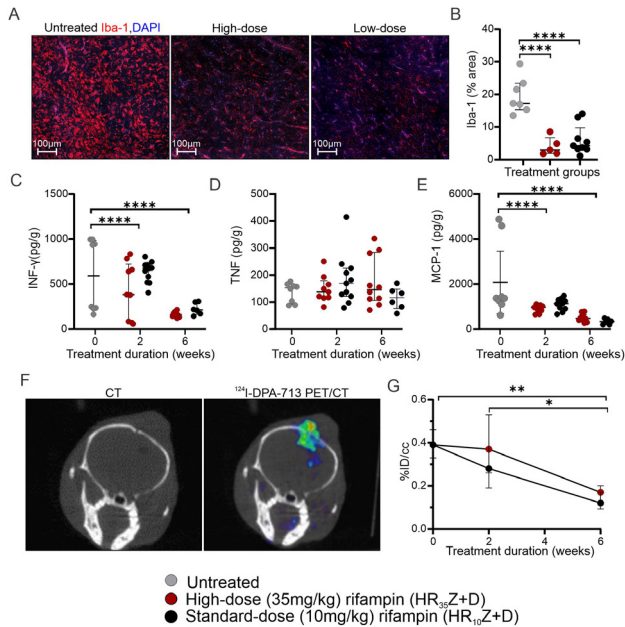 A
Untreated Iba-1,DAPI
High-dose
Low-dose
100μm
100μm
100μm
B
Iba-1 (% area)
40
30
20
10
0
****
****
Treatment groups
C
INF-γ(pg/g)
1500
1000
500
0
****
****
0 2 6
Treatment duration (weeks)
D
TNF (pg/g)
500
400
300
200
100
0
0 2 6
Treatment duration (weeks)
E
MCP-1 (pg/g)
6000
4000
2000
0
****
****
0 2 6
Treatment duration (weeks)
F
CT
¹²⁴I-DPA-713 PET/CT
G
%ID/cc
0.6
0.4
0.2
0.0
**
*
0 2 4 6
Treatment duration (weeks)
Untreated
High-dose (35mg/kg) rifampin (HR₃₅Z+D)
Standard-dose (10mg/kg) rifampin (HR₁₀Z+D)